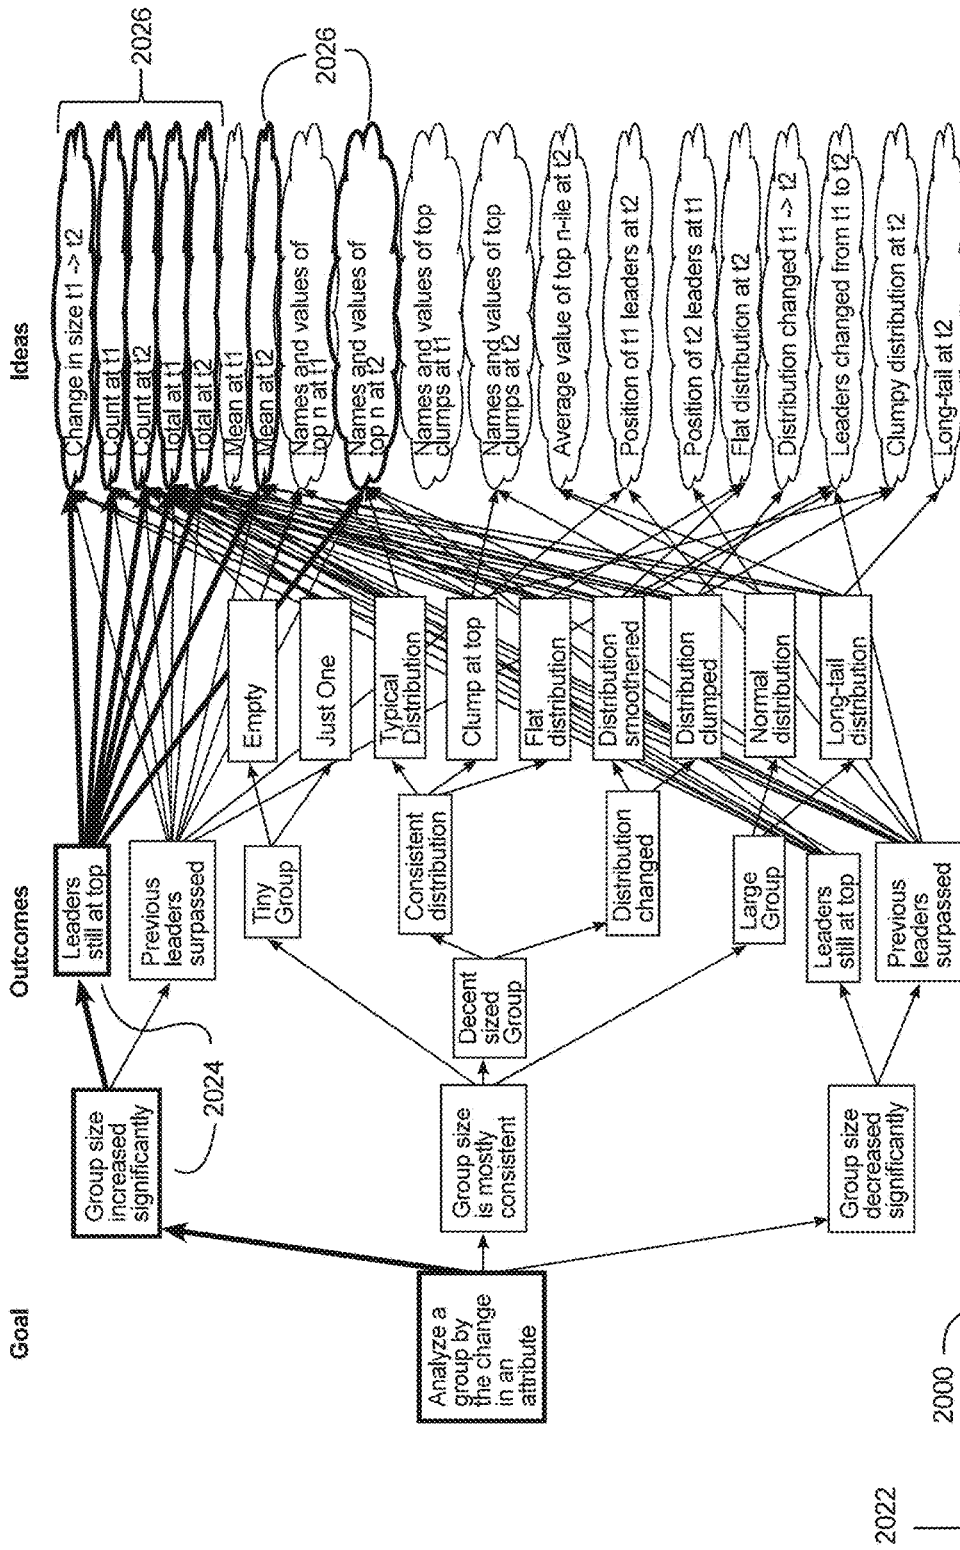 Goal
Outcomes
Ideas
Analyze a
group by
the change
in an
attribute
Group size
increased
significantly
Group size
is mostly
consistent
Group size
decreased
significantly
2024
Decent
sized
Group
Leaders
still at top
Previous
leaders
surpassed
Tiny
Group
Consistent
distribution
Distribution
changed
Large
Group
Leaders
still at top
Previous
leaders
surpassed
Empty
Just One
Typical
Distribution
Clump at top
Flat
distribution
Distribution
smoothened
Distribution
clumped
Normal
distribution
Long-tail
distribution
Change in size t1 -> t2
Count at t1
Count at t2
Total at t1
Total at t2
Mean at t1
Mean at t2
Names and values of
top n at t1
Names and values of
top n at t2
Names and values of top
clumps at t1
Names and values of top
clumps at t2
Average value of top n-ile at t2
Position of t1 leaders at t2
Position of t2 leaders at t1
Flat distribution at t2
Distribution changed t1 -> t2
Leaders changed from t1 to t2
Clumpy distribution at t2
Long-tail at t2
2026
2026
2022
2000